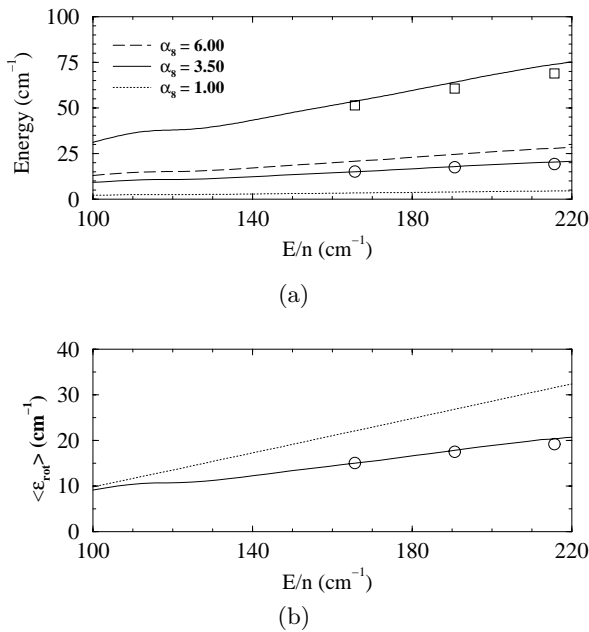 100
75
50
25
0
Energy (cm⁻¹)
α₈ = 6.00
α₈ = 3.50
α₈ = 1.00
100 140 180 220
E/n (cm⁻¹)
(a)
40
30
20
10
0
<ε_rot> (cm⁻¹)
100 140 180 220
E/n (cm⁻¹)
(b)